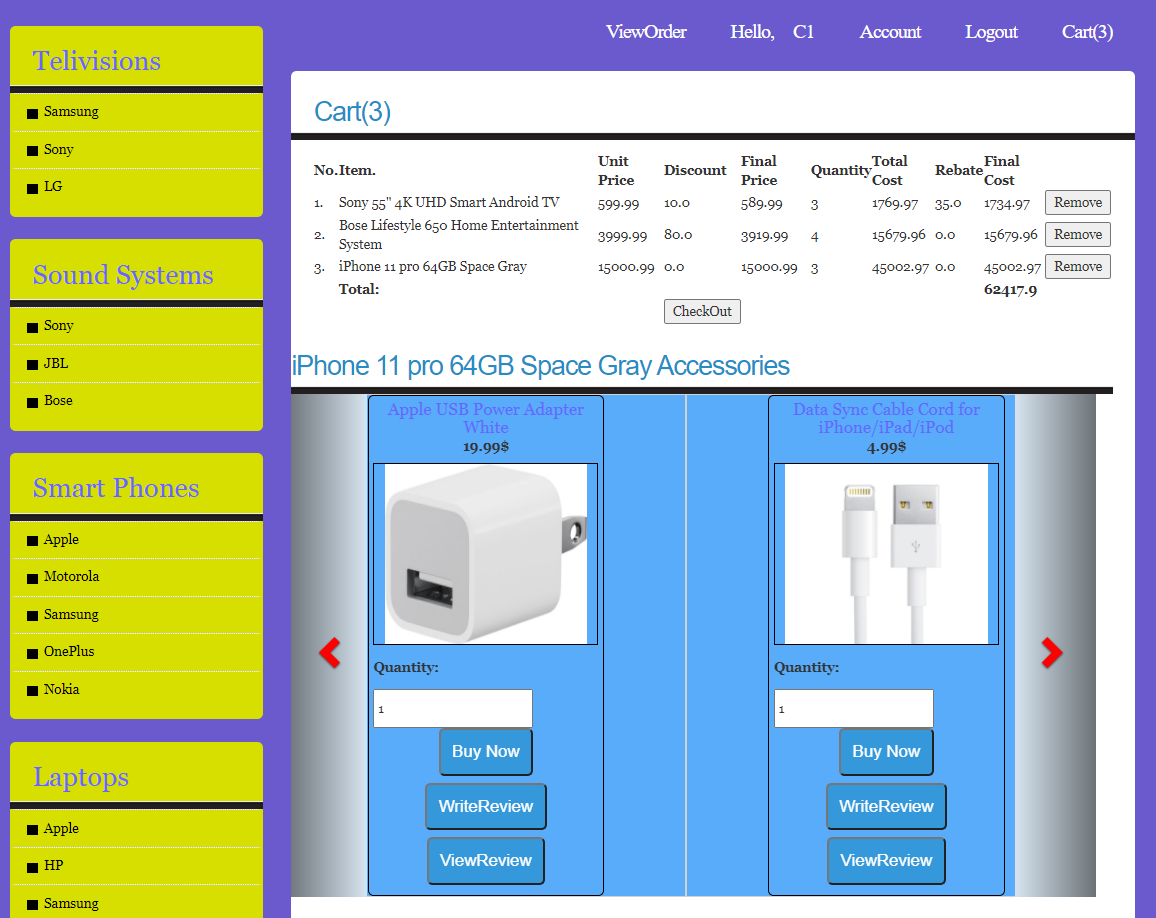 ViewOrder Hello, C1 Account Logout Cart(3)
Telivisions
Samsung
Sony
LG
Sound Systems
Sony
JBL
Bose
Smart Phones
Apple
Motorola
Samsung
OnePlus
Nokia
Laptops
Apple
HP
Samsung
Cart(3)
No. Item. Unit Price Discount Final Price Quantity Total Cost Rebate Final Cost
1. Sony 55" 4K UHD Smart Android TV 599.99 10.0 589.99 3 1769.97 35.0 1734.97 Remove
2. Bose Lifestyle 650 Home Entertainment System 3999.99 80.0 3919.99 4 15679.96 0.0 15679.96 Remove
3. iPhone 11 pro 64GB Space Gray 15000.99 0.0 15000.99 3 45002.97 0.0 45002.97 Remove
Total: 62417.9
CheckOut
iPhone 11 pro 64GB Space Gray Accessories
Apple USB Power Adapter
White
19.99$
Quantity:
1
Buy Now
WriteReview
ViewReview
Data Sync Cable Cord for
iPhone/iPad/iPod
4.99$
Quantity:
1
Buy Now
WriteReview
ViewReview